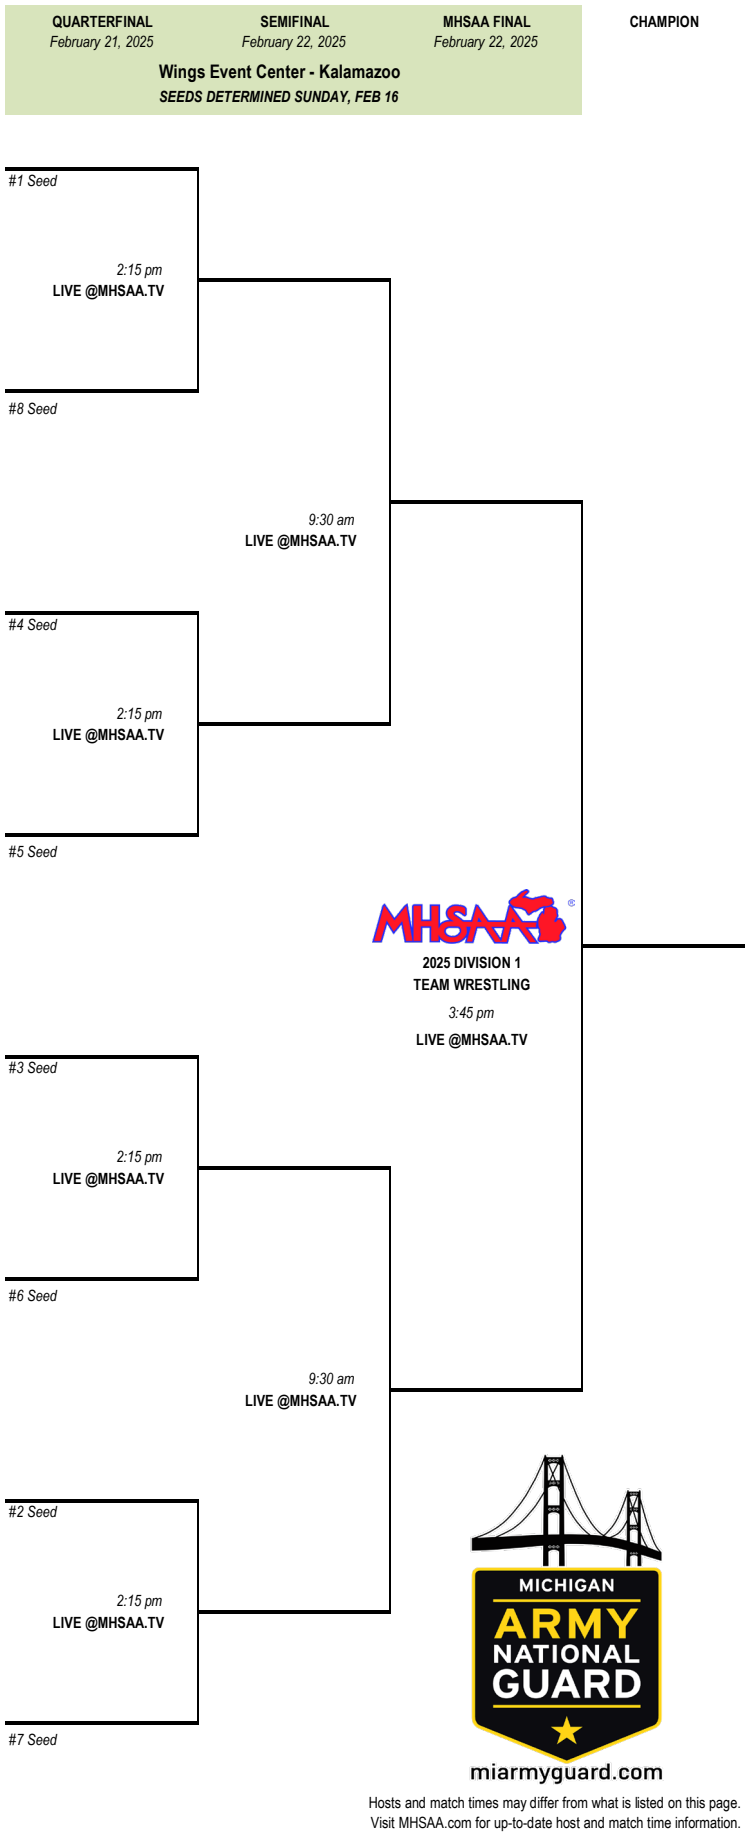 QUARTERFINAL
February 21, 2025
SEMIFINAL
February 22, 2025
MHSAA FINAL
February 22, 2025
CHAMPION
Wings Event Center - Kalamazoo
SEEDS DETERMINED SUNDAY, FEB 16
#1 Seed
2:15 pm
LIVE @MHSAA.TV
#8 Seed
9:30 am
LIVE @MHSAA.TV
#4 Seed
2:15 pm
LIVE @MHSAA.TV
#5 Seed
MHSAA ®
2025 DIVISION 1
TEAM WRESTLING
3:45 pm
LIVE @MHSAA.TV
#3 Seed
2:15 pm
LIVE @MHSAA.TV
#6 Seed
9:30 am
LIVE @MHSAA.TV
#2 Seed
2:15 pm
LIVE @MHSAA.TV
#7 Seed
MICHIGAN
ARMY
NATIONAL
GUARD
miarmyguard.com
Hosts and match times may differ from what is listed on this page.
Visit MHSAA.com for up-to-date host and match time information.